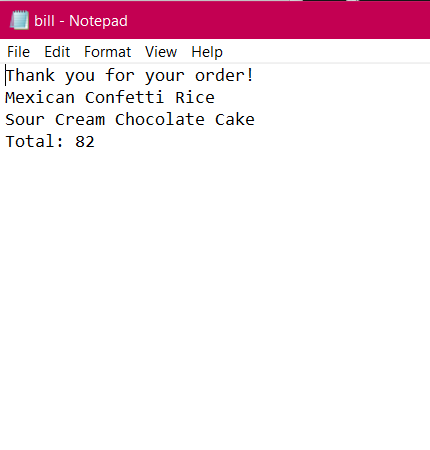 bill - Notepad
File Edit Format View Help
Thank you for your order!
Mexican Confetti Rice
Sour Cream Chocolate Cake
Total: 82